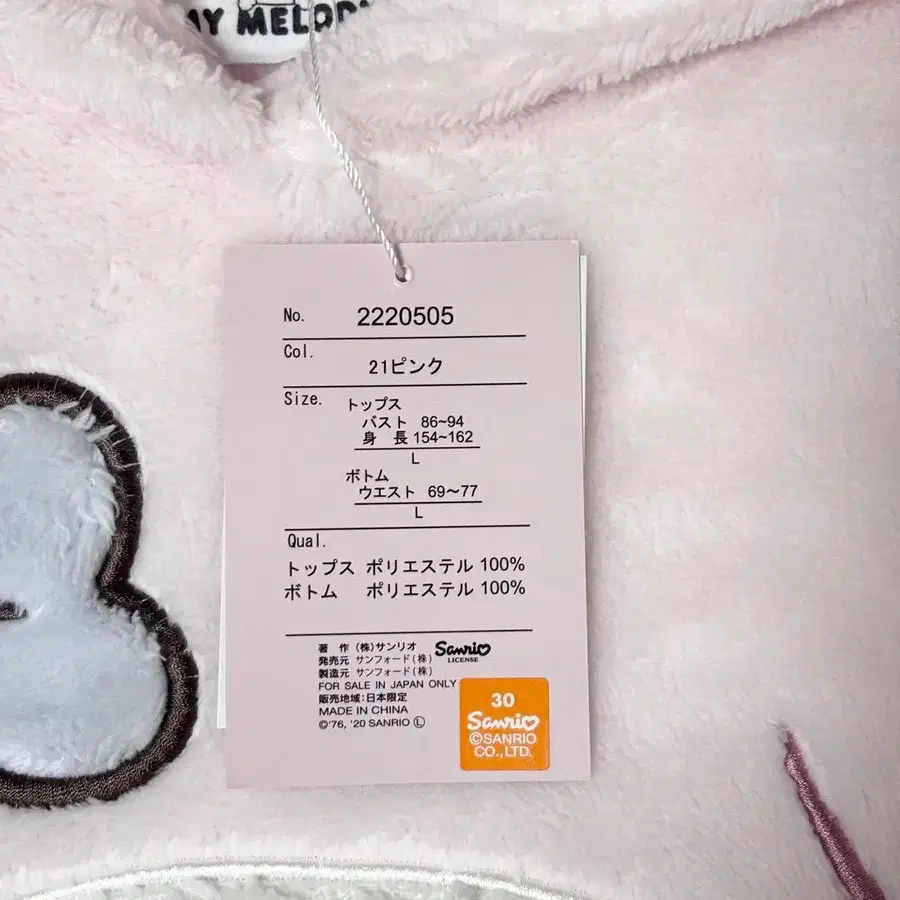 MY MELODY
No. 2220505
Col.
21ピンク
Size. トップス
バスト 86~94
身 長 154~162
L
ボトム
ウエスト 69～77
L
Qual.
トップス ポリエステル 100%
ボトム ポリエステル 100%
著 作 (株)サンリオ Sanrio
LICENSE
発売元 サンフォード(株)
製造元 サンフォード(株)
FOR SALE IN JAPAN ONLY
販売地域:日本限定
MADE IN CHINA
©'76, '20 SANRIO Ⓛ
30
Sanrio
©SANRIO
CO.,LTD.